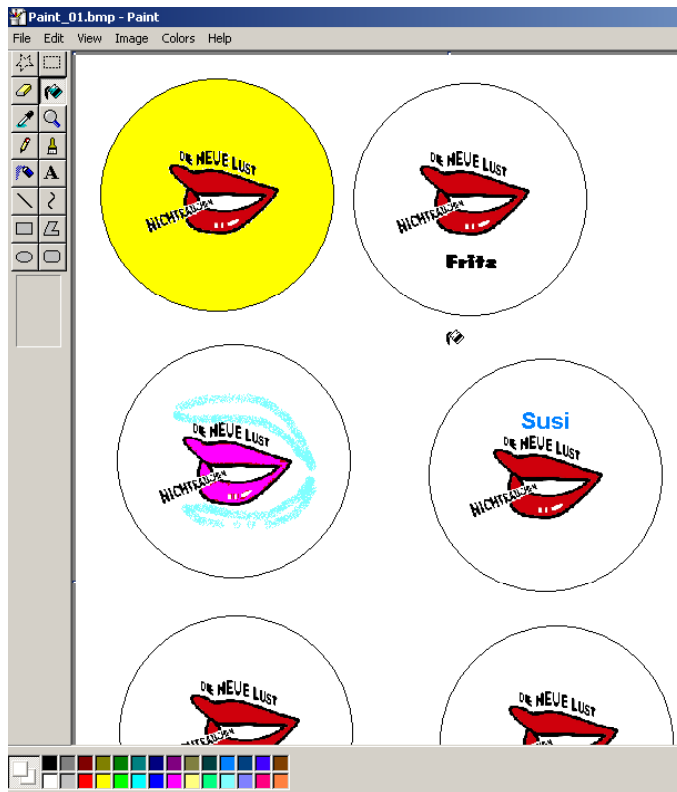 Paint_01.bmp - Paint
File Edit View Image Colors Help
A
DIE NEUE LUST
NICHTRAUCHEN
DIE NEUE LUST
NICHTRAUCHEN
Fritz
DIE NEUE LUST
NICHTRAUCHEN
Susi
DIE NEUE LUST
NICHTRAUCHEN
DIE NEUE LUST
NICHTRAUCHEN
DIE NEUE LUST